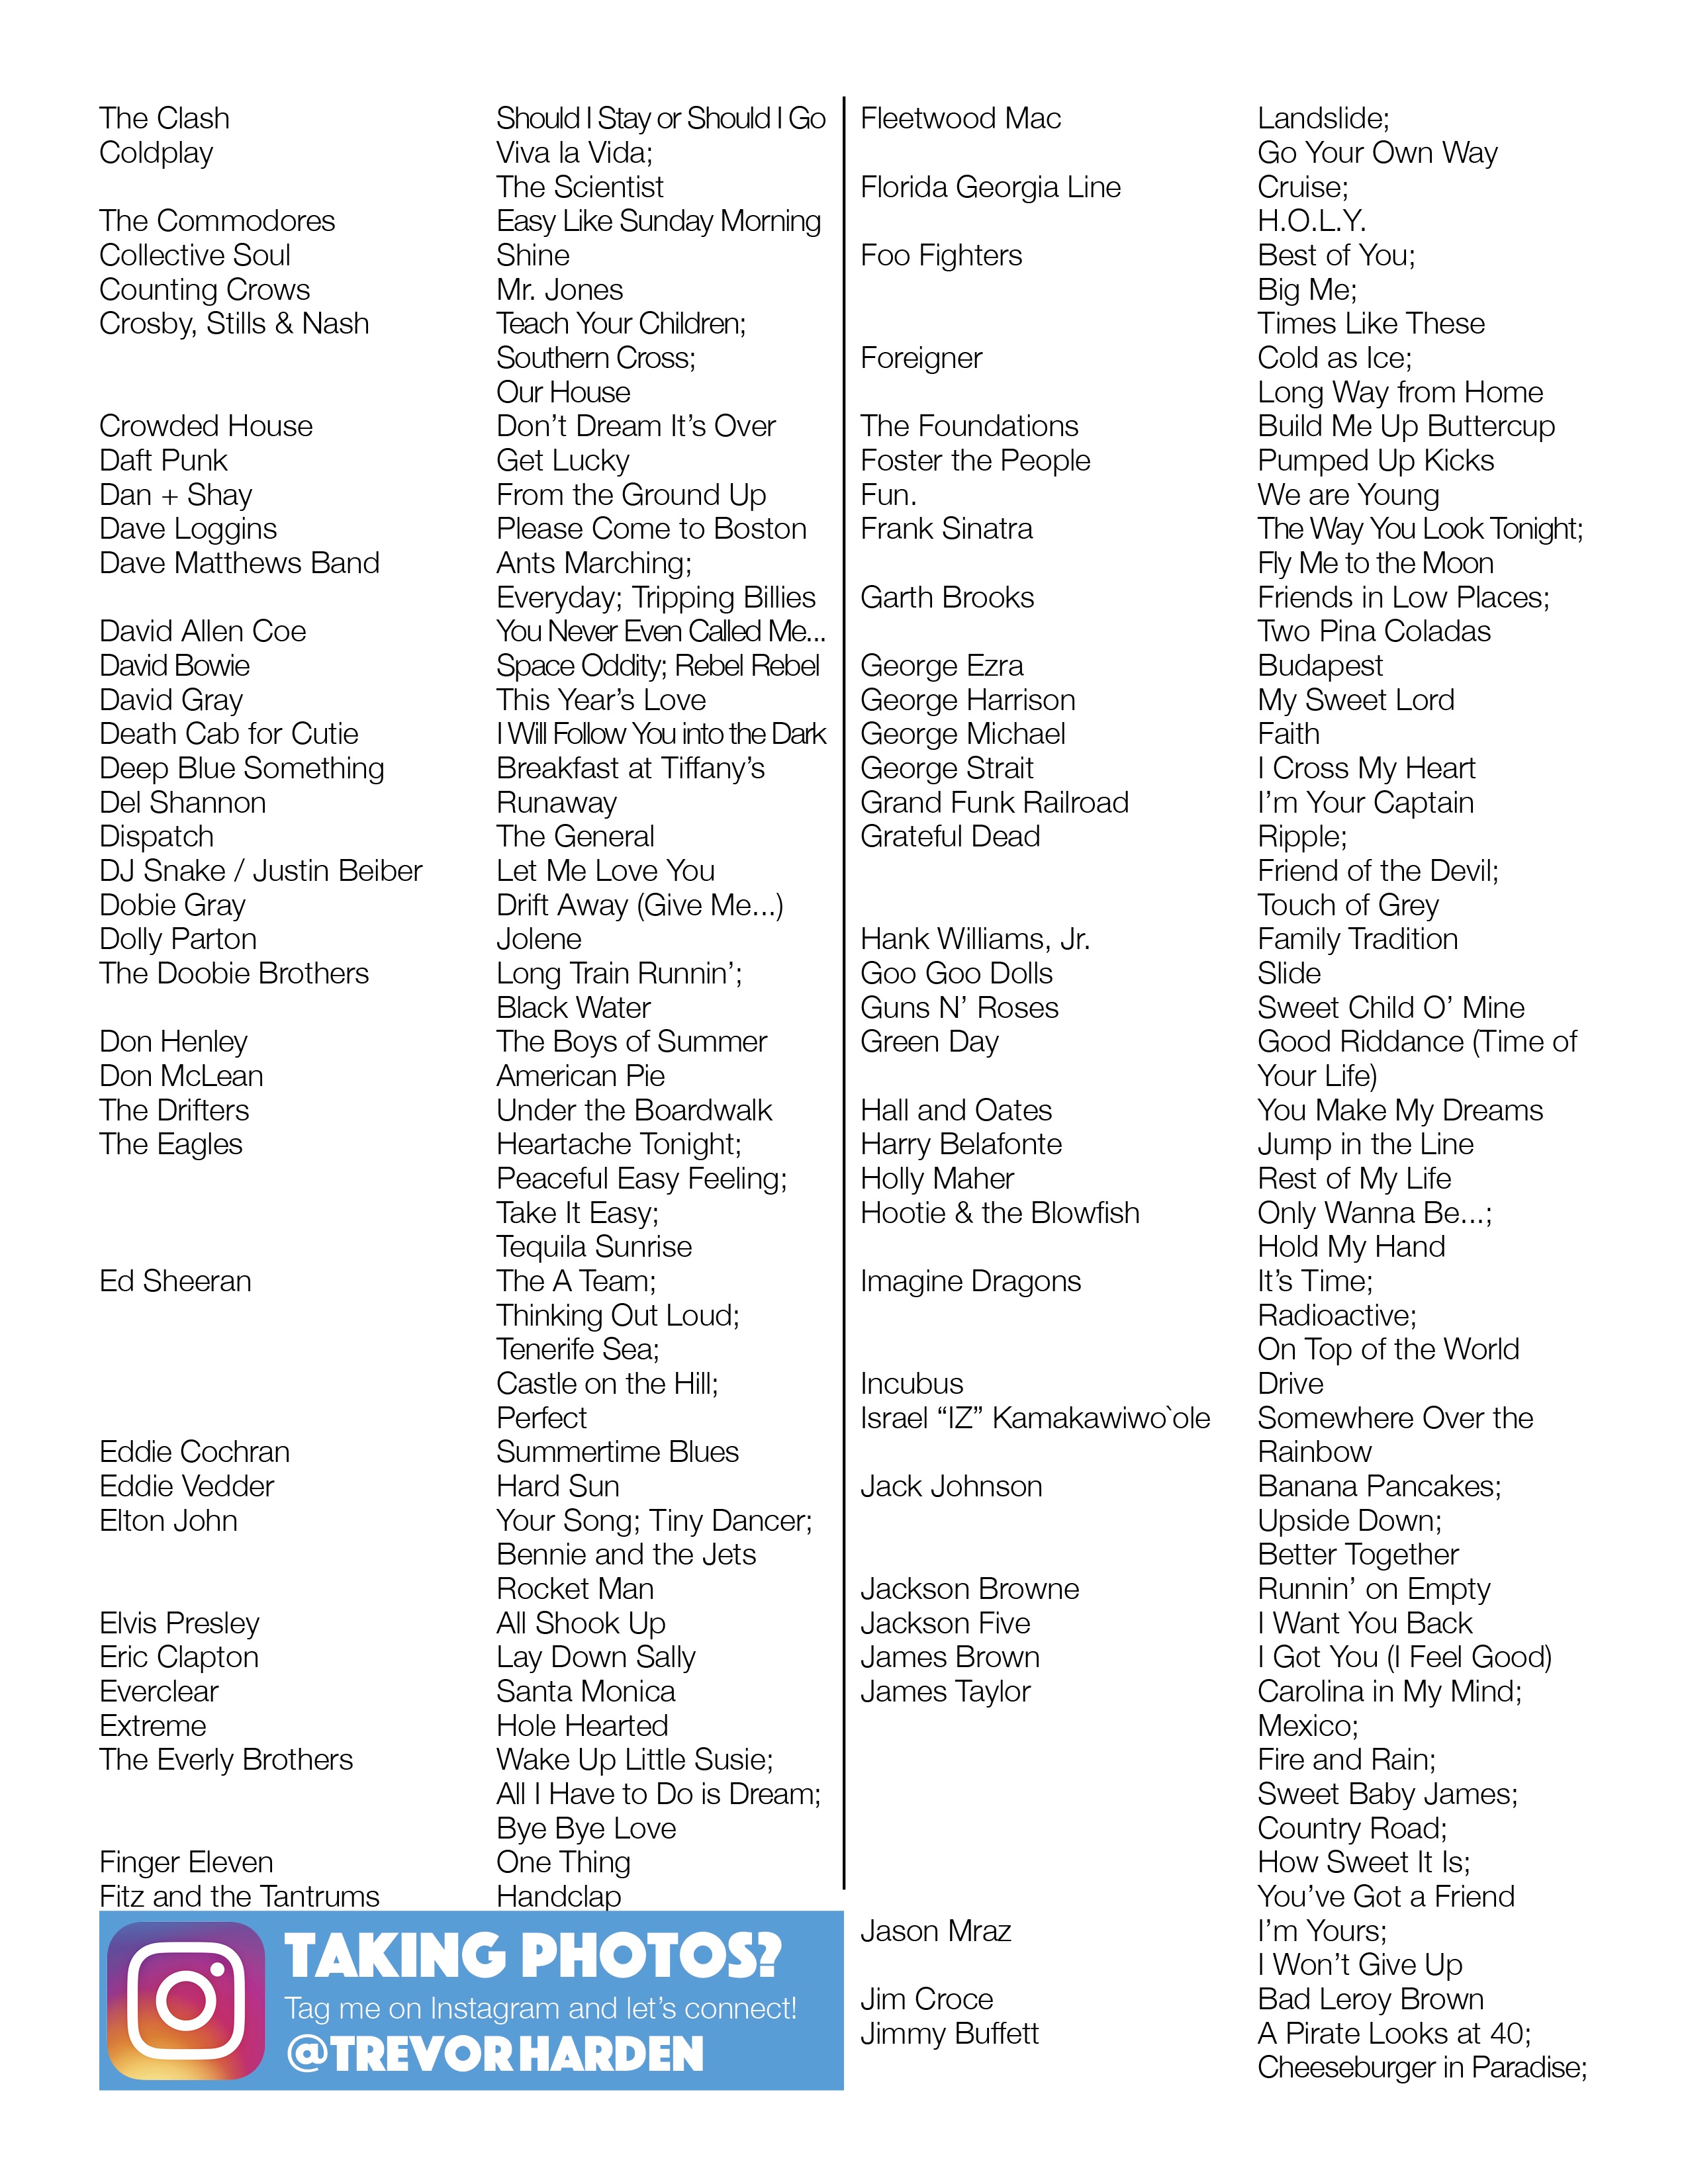 The Clash Should I Stay or Should I Go
Coldplay Viva la Vida;
The Scientist
The Commodores Easy Like Sunday Morning
Collective Soul Shine
Counting Crows Mr. Jones
Crosby, Stills & Nash Teach Your Children;
Southern Cross;
Our House
Crowded House Don’t Dream It’s Over
Daft Punk Get Lucky
Dan + Shay From the Ground Up
Dave Loggins Please Come to Boston
Dave Matthews Band Ants Marching;
Everyday; Tripping Billies
David Allen Coe You Never Even Called Me...
David Bowie Space Oddity; Rebel Rebel
David Gray This Year’s Love
Death Cab for Cutie I Will Follow You into the Dark
Deep Blue Something Breakfast at Tiffany’s
Del Shannon Runaway
Dispatch The General
DJ Snake / Justin Beiber Let Me Love You
Dobie Gray Drift Away (Give Me...)
Dolly Parton Jolene
The Doobie Brothers Long Train Runnin’;
Black Water
Don Henley The Boys of Summer
Don McLean American Pie
The Drifters Under the Boardwalk
The Eagles Heartache Tonight;
Peaceful Easy Feeling;
Take It Easy;
Tequila Sunrise
Ed Sheeran The A Team;
Thinking Out Loud;
Tenerife Sea;
Castle on the Hill;
Perfect
Eddie Cochran Summertime Blues
Eddie Vedder Hard Sun
Elton John Your Song; Tiny Dancer;
Bennie and the Jets
Rocket Man
Elvis Presley All Shook Up
Eric Clapton Lay Down Sally
Everclear Santa Monica
Extreme Hole Hearted
The Everly Brothers Wake Up Little Susie;
All I Have to Do is Dream;
Bye Bye Love
Finger Eleven One Thing
Fitz and the Tantrums Handclap
TAKING PHOTOS?
Tag me on Instagram and let’s connect!
@TREVORHARDEN
Fleetwood Mac Landslide;
Go Your Own Way
Florida Georgia Line Cruise;
H.O.L.Y.
Foo Fighters Best of You;
Big Me;
Times Like These
Foreigner Cold as Ice;
Long Way from Home
The Foundations Build Me Up Buttercup
Foster the People Pumped Up Kicks
Fun. We are Young
Frank Sinatra The Way You Look Tonight;
Fly Me to the Moon
Garth Brooks Friends in Low Places;
Two Pina Coladas
George Ezra Budapest
George Harrison My Sweet Lord
George Michael Faith
George Strait I Cross My Heart
Grand Funk Railroad I’m Your Captain
Grateful Dead Ripple;
Friend of the Devil;
Touch of Grey
Hank Williams, Jr. Family Tradition
Goo Goo Dolls Slide
Guns N’ Roses Sweet Child O’ Mine
Green Day Good Riddance (Time of
Your Life)
Hall and Oates You Make My Dreams
Harry Belafonte Jump in the Line
Holly Maher Rest of My Life
Hootie & the Blowfish Only Wanna Be...;
Hold My Hand
Imagine Dragons It’s Time;
Radioactive;
On Top of the World
Incubus Drive
Israel “IZ” Kamakawiwo`ole Somewhere Over the
Rainbow
Jack Johnson Banana Pancakes;
Upside Down;
Better Together
Jackson Browne Runnin’ on Empty
Jackson Five I Want You Back
James Brown I Got You (I Feel Good)
James Taylor Carolina in My Mind;
Mexico;
Fire and Rain;
Sweet Baby James;
Country Road;
How Sweet It Is;
You’ve Got a Friend
Jason Mraz I’m Yours;
I Won’t Give Up
Jim Croce Bad Leroy Brown
Jimmy Buffett A Pirate Looks at 40;
Cheeseburger in Paradise;